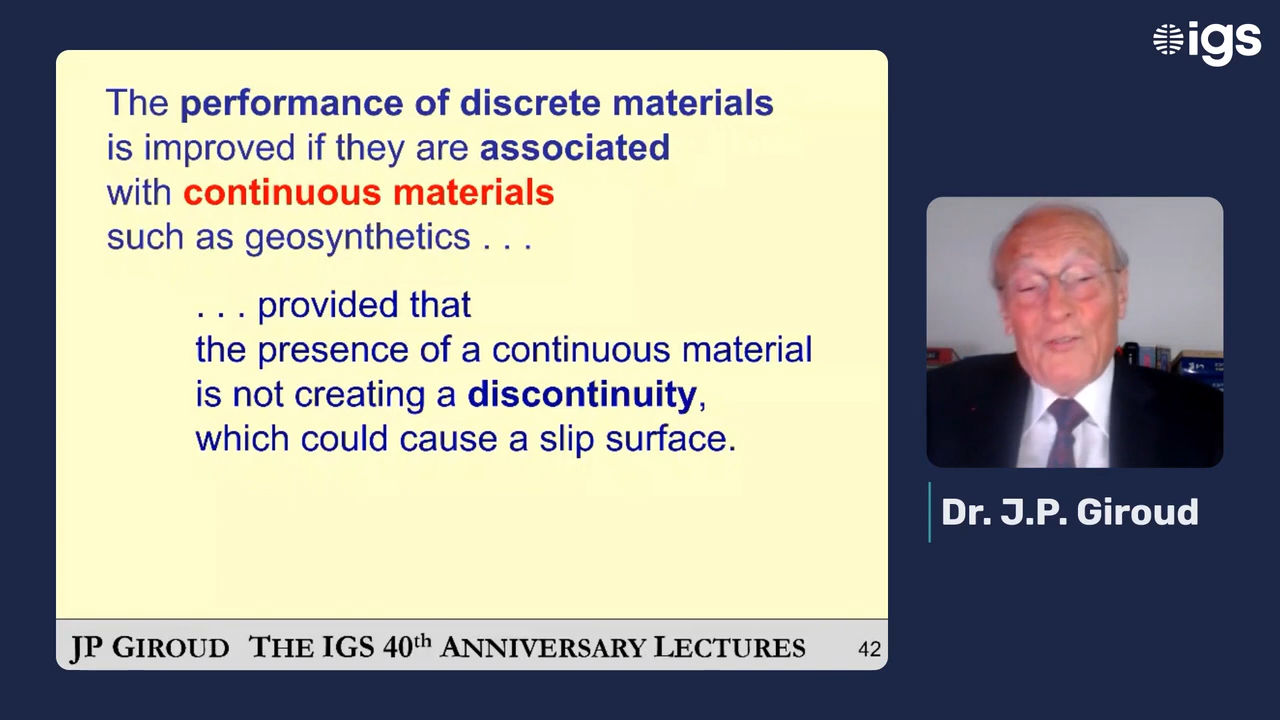 igs
The performance of discrete materials
is improved if they are associated
with continuous materials
such as geosynthetics . . .
. . . provided that
the presence of a continuous material
is not creating a discontinuity,
which could cause a slip surface.
JP GIROUD THE IGS 40th ANNIVERSARY LECTURES 42
Dr. J.P. Giroud